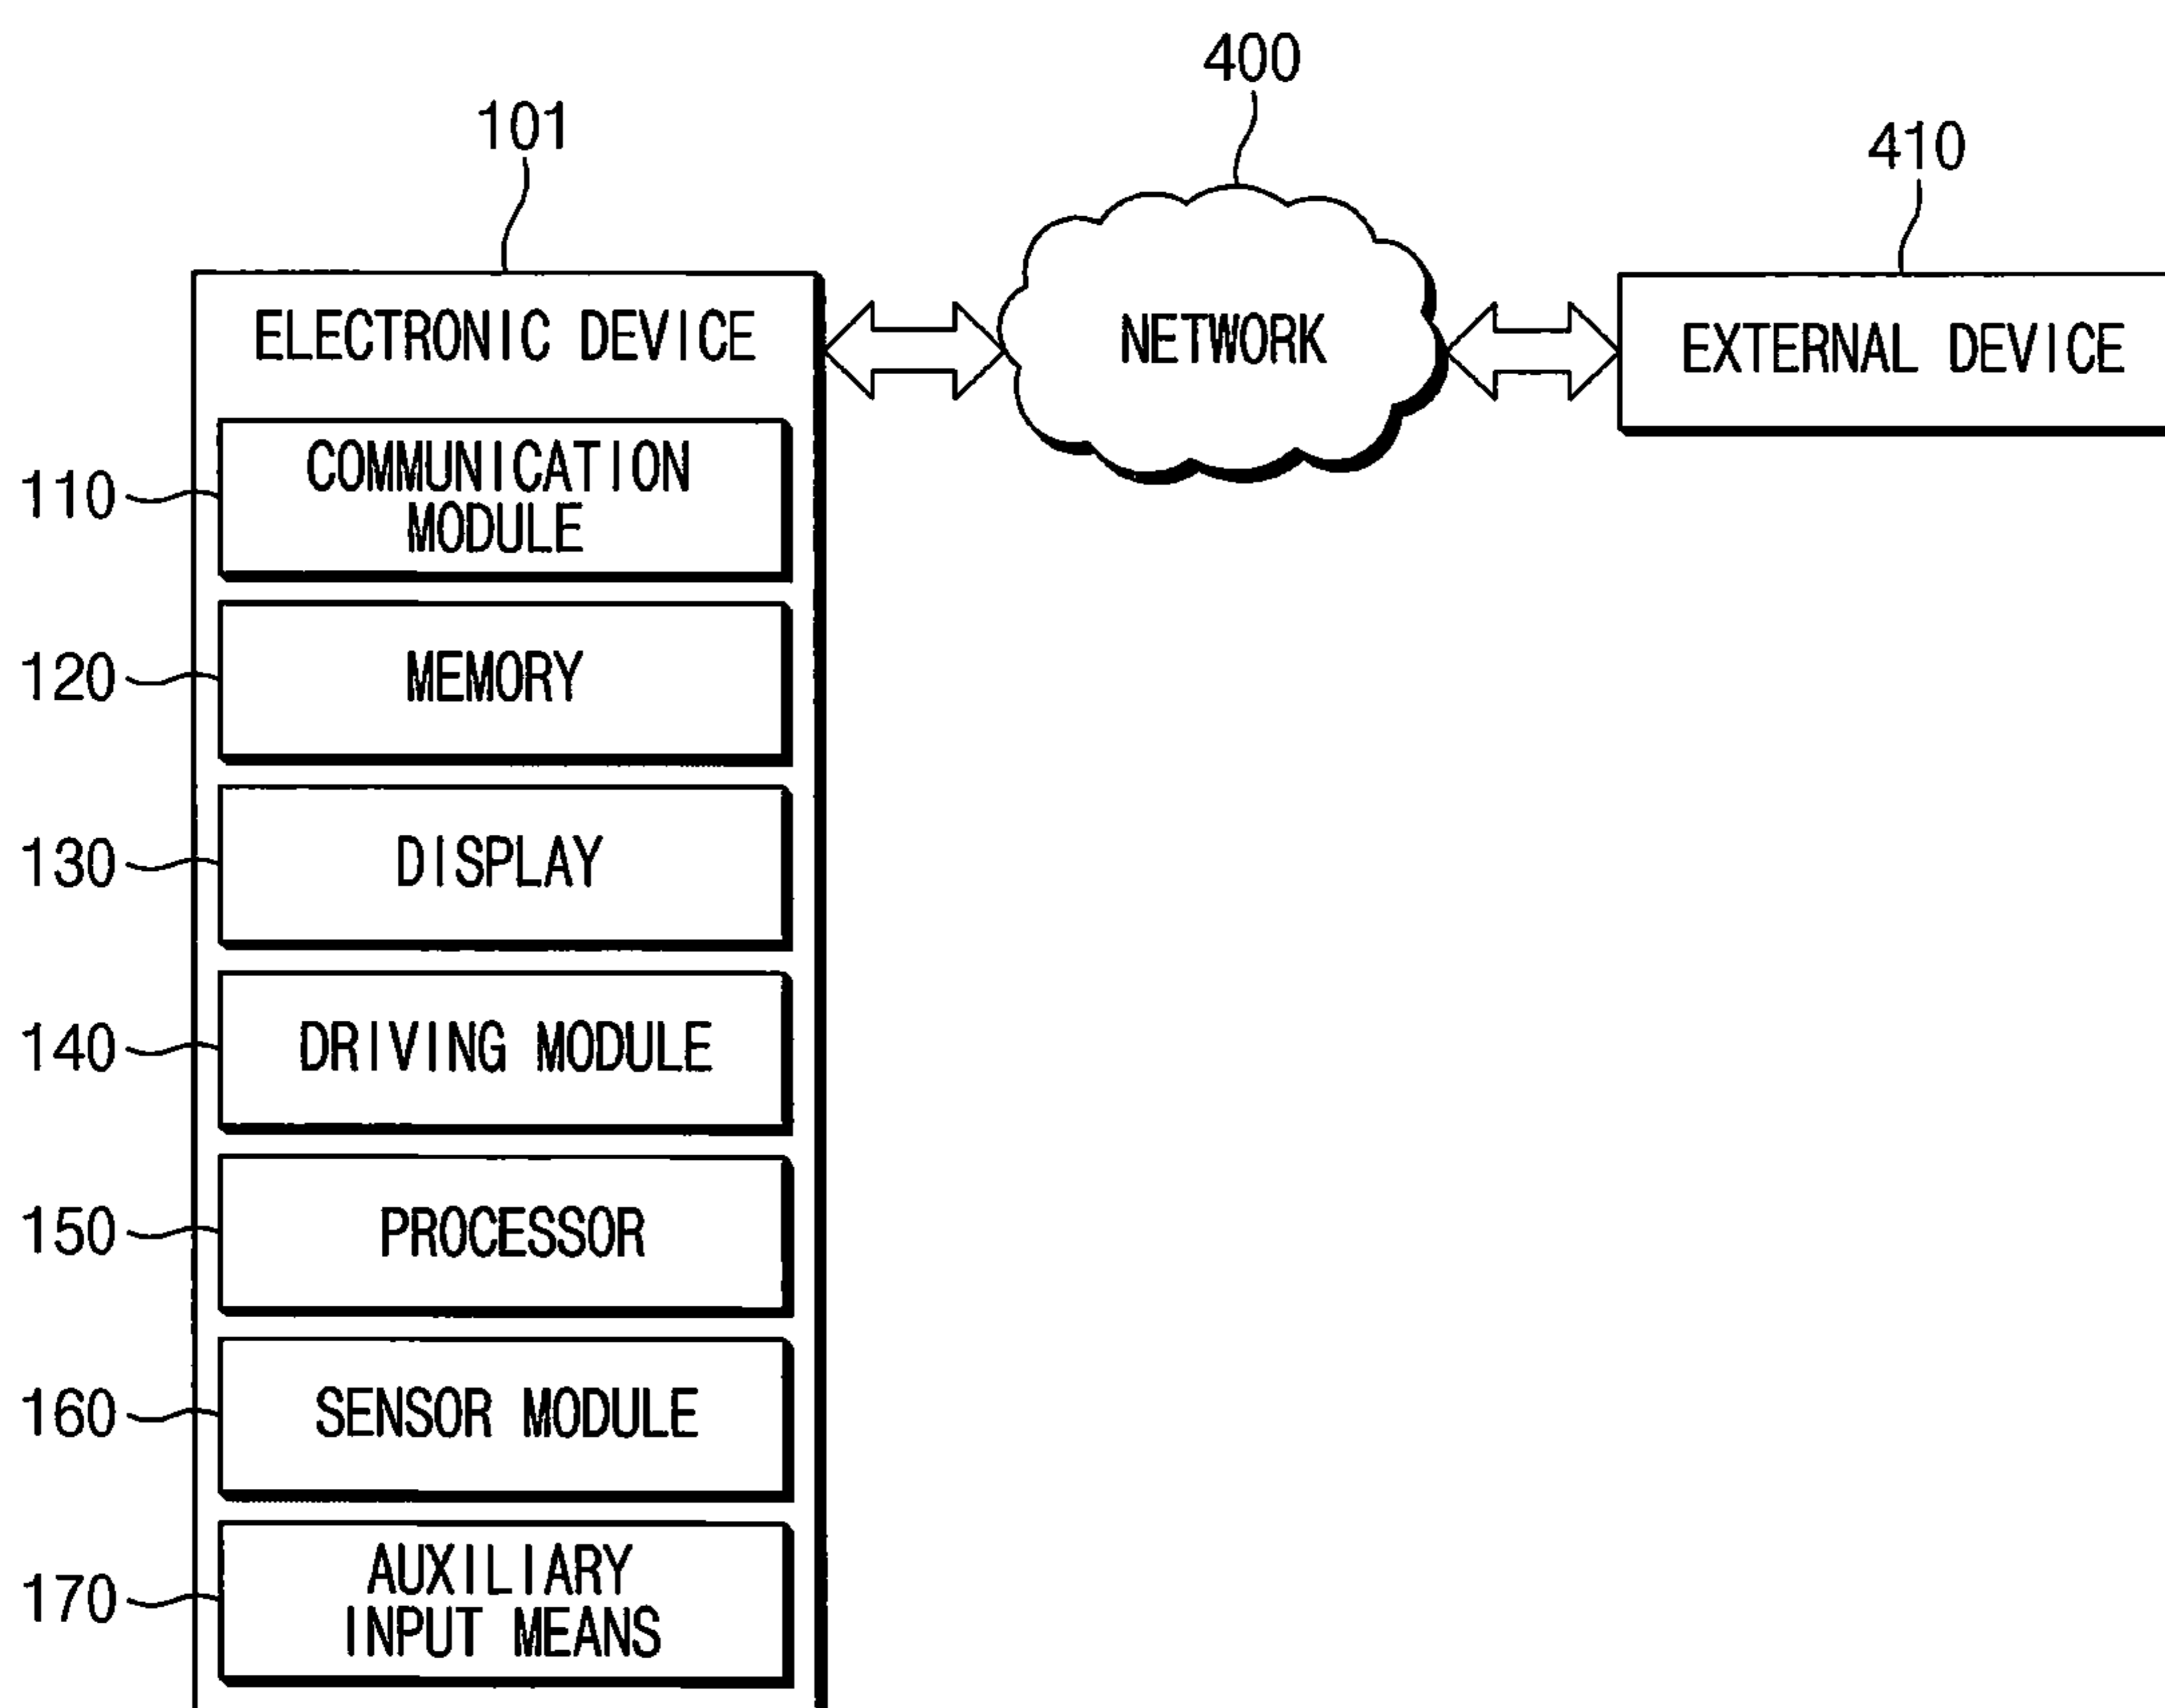 400
101
410
ELECTRONIC DEVICE
NETWORK
EXTERNAL DEVICE
110
COMMUNICATION
MODULE
120
MEMORY
130
DISPLAY
140
DRIVING MODULE
150
PROCESSOR
160
SENSOR MODULE
170
AUXILIARY
INPUT MEANS